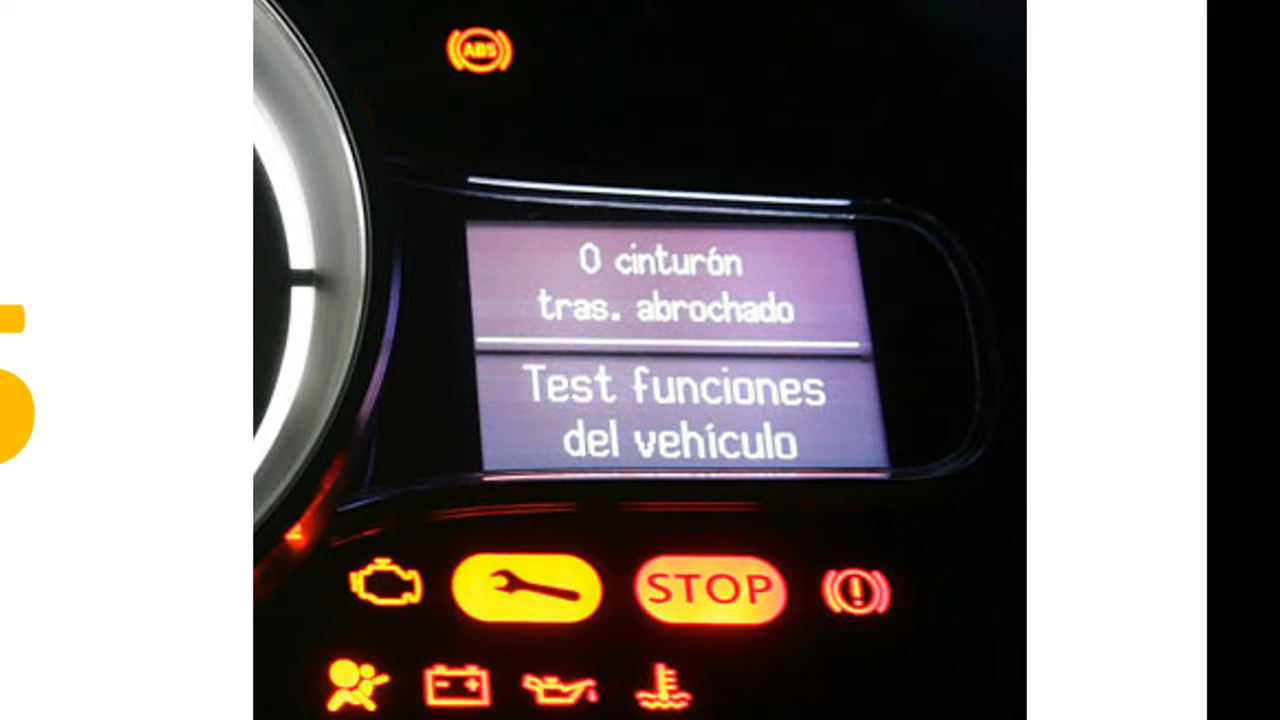 ABS
0 cinturón
tras. abrochado
Test funciones
del vehículo
STOP